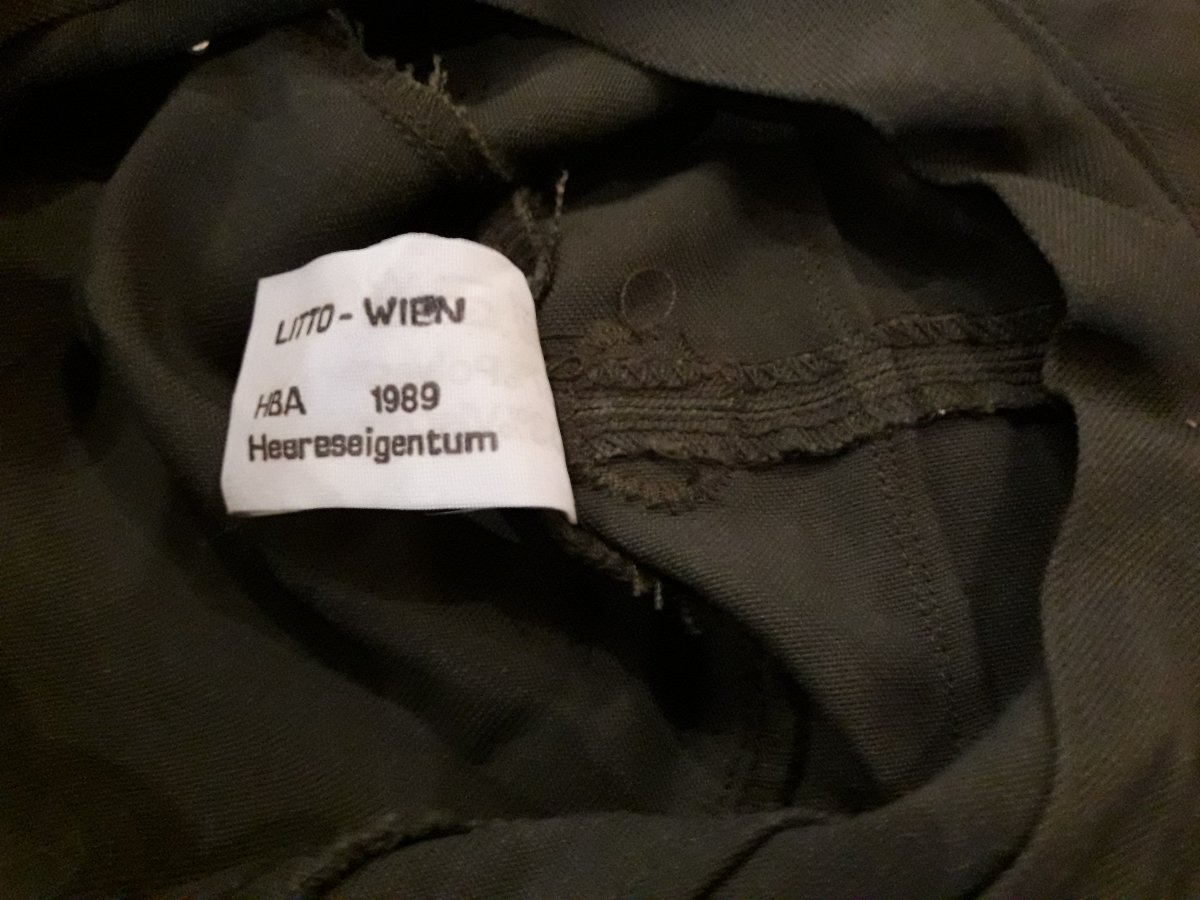 LITTO - WIEN
HBA 1989
Heereseigentum